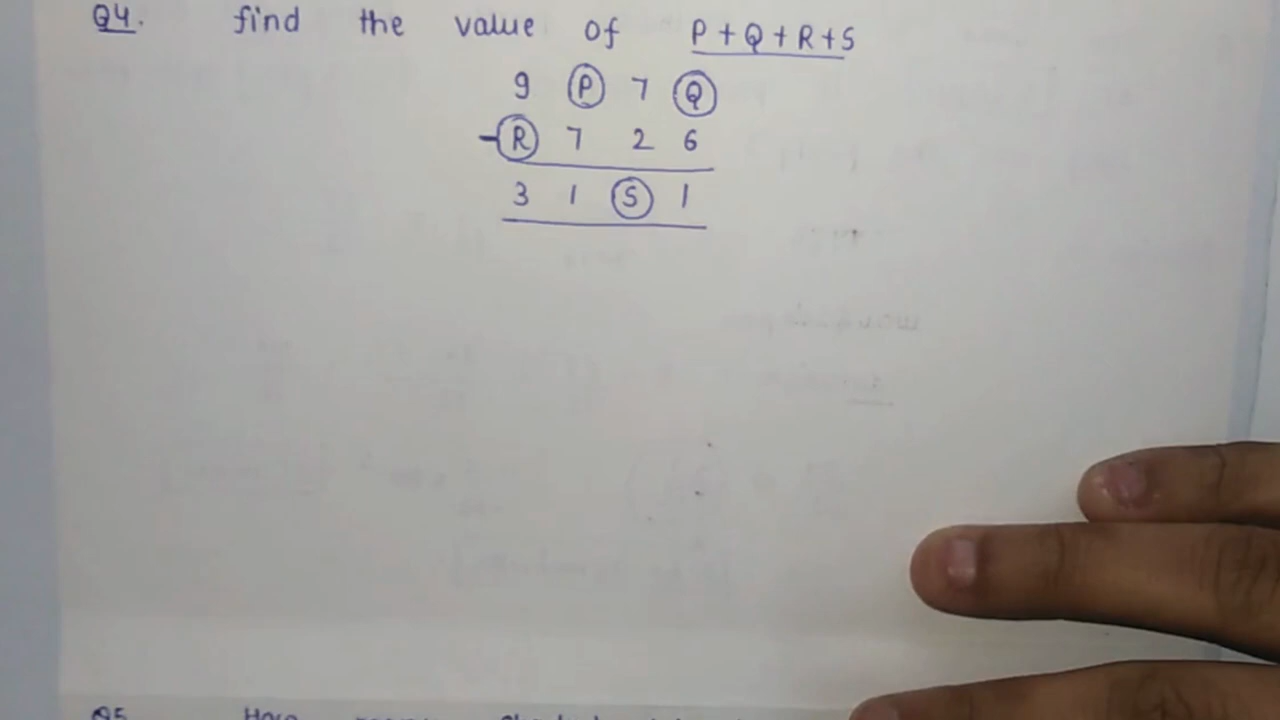 Q4. find the value of P+Q+R+S
9 P 7 Q
-R 7 2 6
3 1 S 1